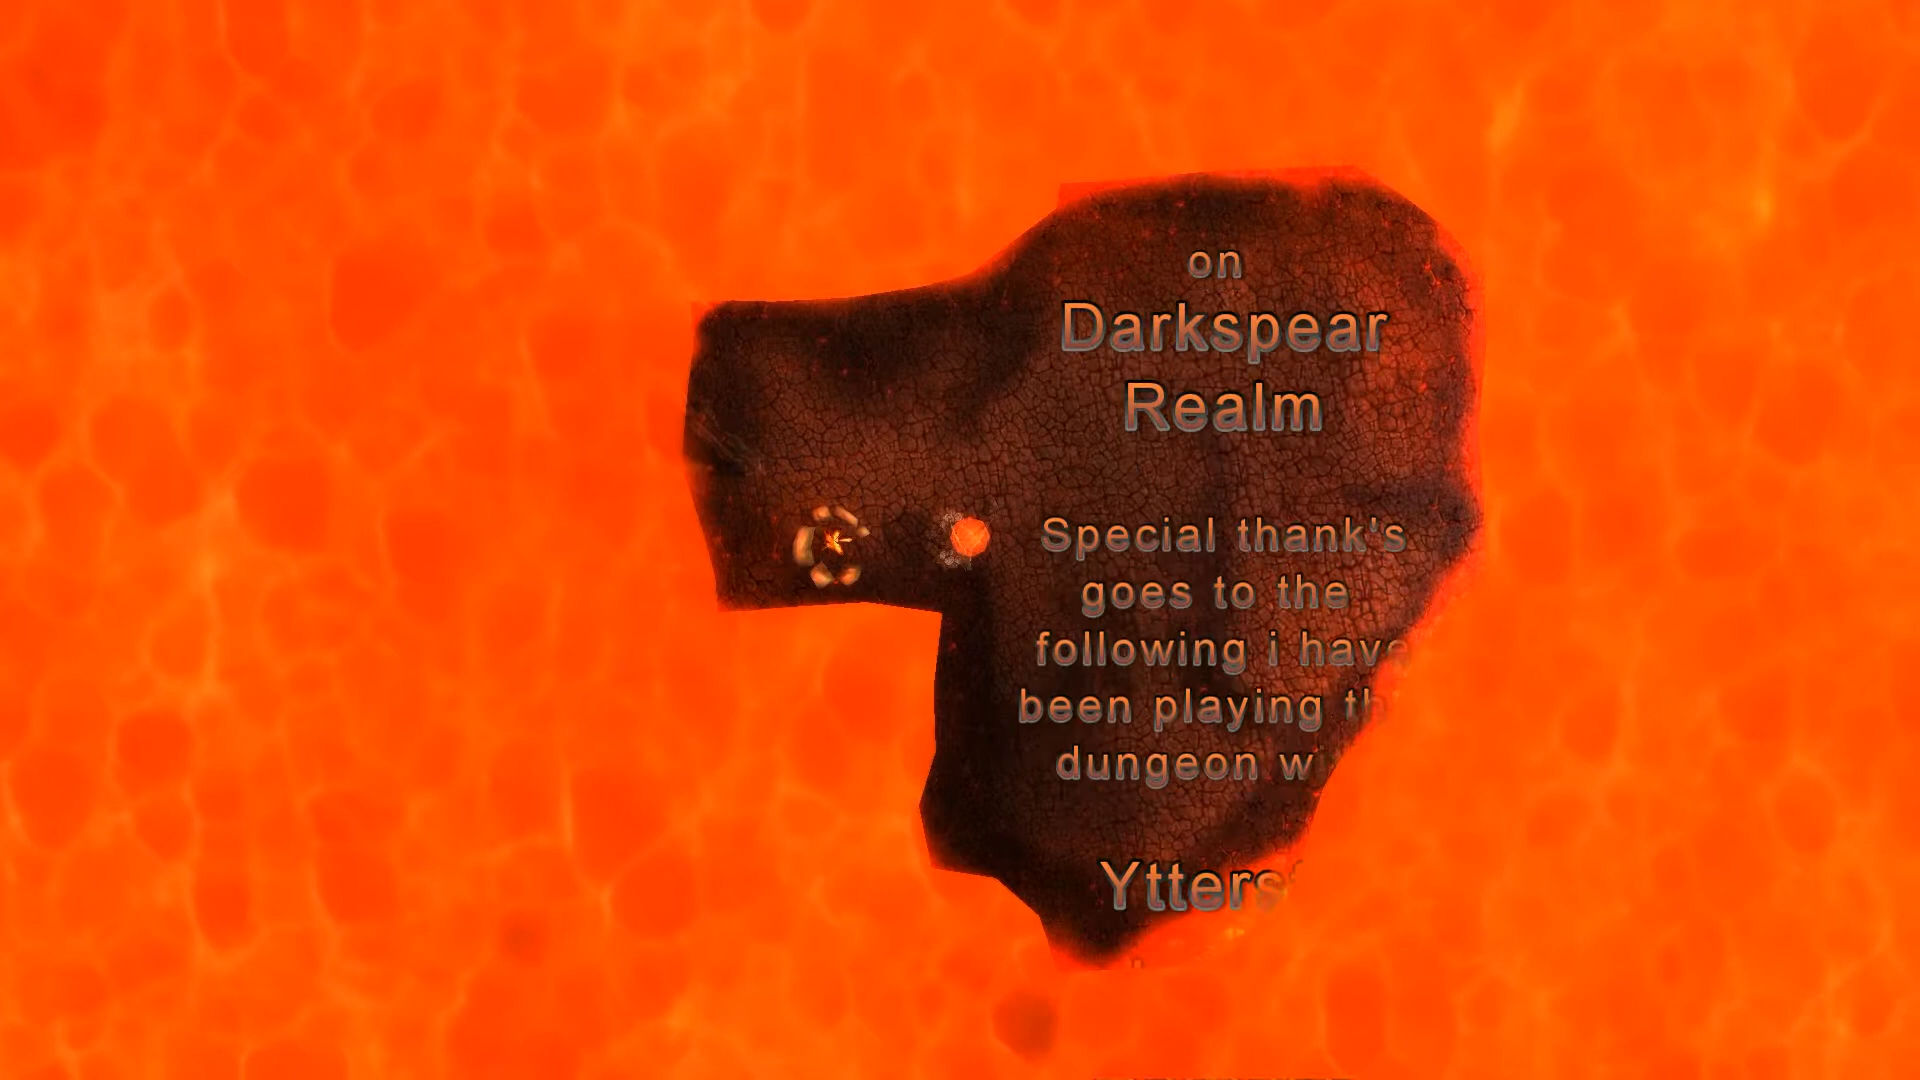 on
Darkspear
Realm
Special thank's
goes to the
following i have
been playing
dungeon